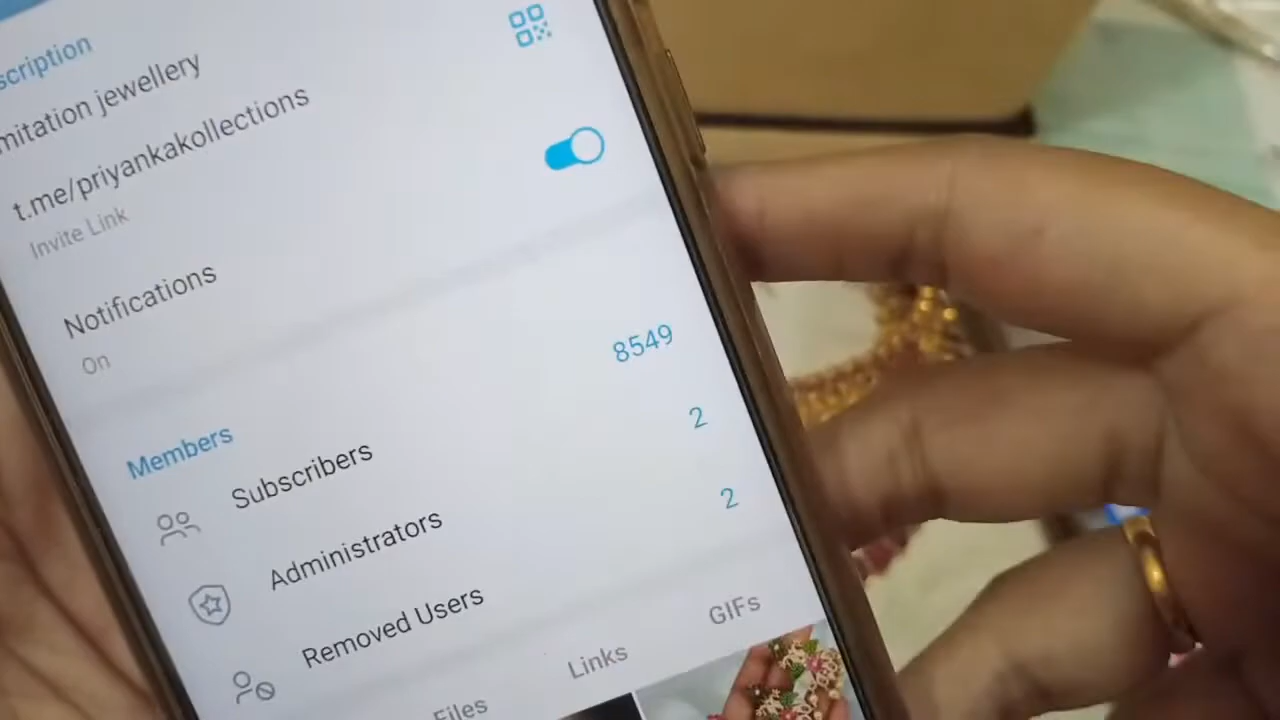 scription
mitation jewellery
t.me/priyankakollections
Invite Link
Notifications
On
Members
Subscribers 8549
Administrators 2
Removed Users 2
Files Links GIFs